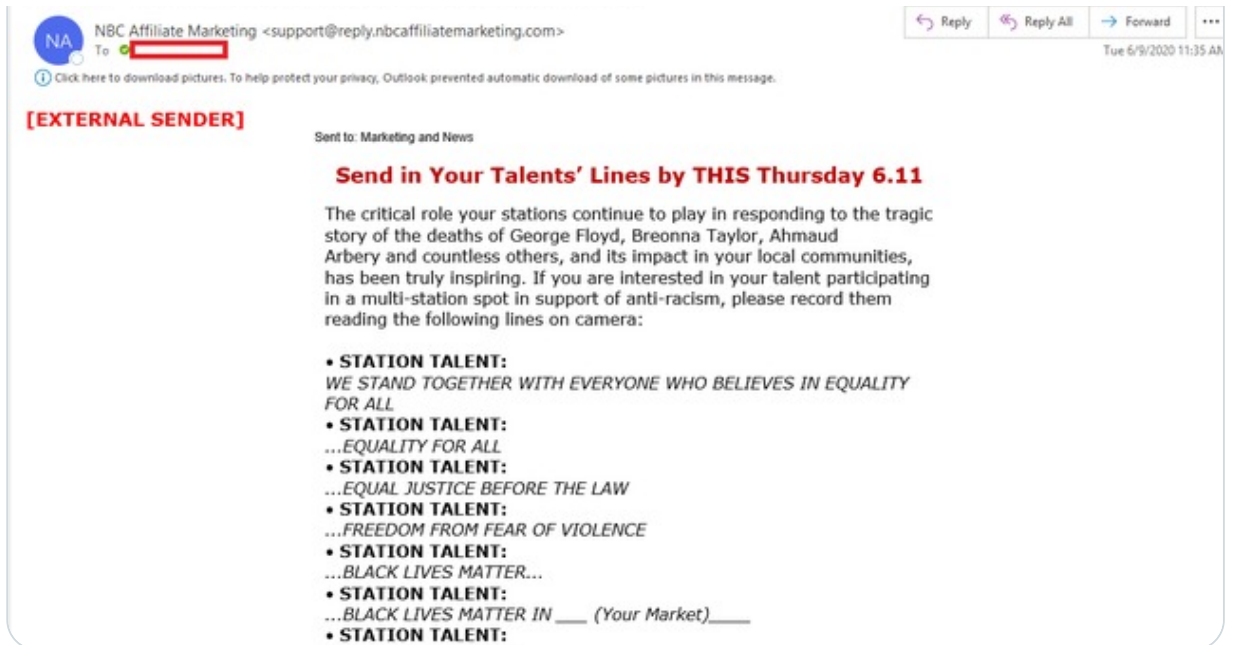 NA
NBC Affiliate Marketing <support@reply.nbcaffiliatemarketing.com>
To
Reply
Reply All
Forward
...
Tue 6/9/2020 11:35 AM
Click here to download pictures. To help protect your privacy, Outlook prevented automatic download of some pictures in this message.
[EXTERNAL SENDER]
Sent to: Marketing and News
Send in Your Talents’ Lines by THIS Thursday 6.11
The critical role your stations continue to play in responding to the tragic
story of the deaths of George Floyd, Breonna Taylor, Ahmaud
Arbery and countless others, and its impact in your local communities,
has been truly inspiring. If you are interested in your talent participating
in a multi-station spot in support of anti-racism, please record them
reading the following lines on camera:
• STATION TALENT:
WE STAND TOGETHER WITH EVERYONE WHO BELIEVES IN EQUALITY
FOR ALL
• STATION TALENT:
...EQUALITY FOR ALL
• STATION TALENT:
...EQUAL JUSTICE BEFORE THE LAW
• STATION TALENT:
...FREEDOM FROM FEAR OF VIOLENCE
• STATION TALENT:
...BLACK LIVES MATTER...
• STATION TALENT:
...BLACK LIVES MATTER IN ___ (Your Market)____
• STATION TALENT: